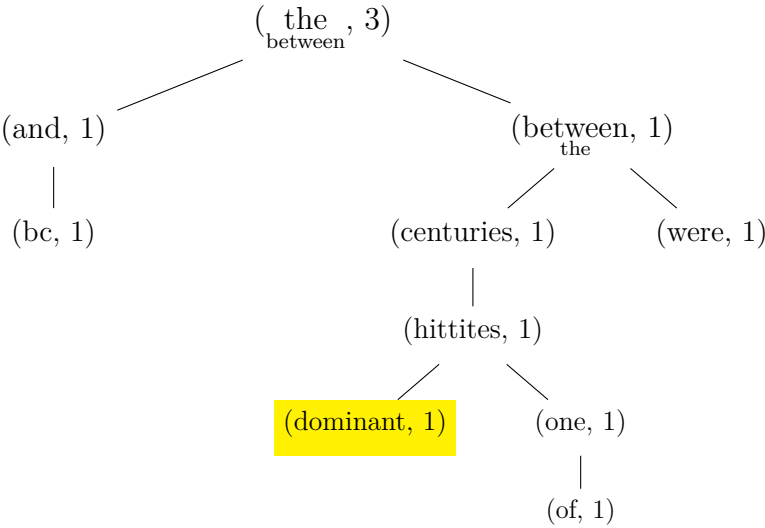 (the, 3)
between
(and, 1) (between, 1)
the
(bc, 1) (centuries, 1) (were, 1)
(hittites, 1)
(dominant, 1) (one, 1)
(of, 1)